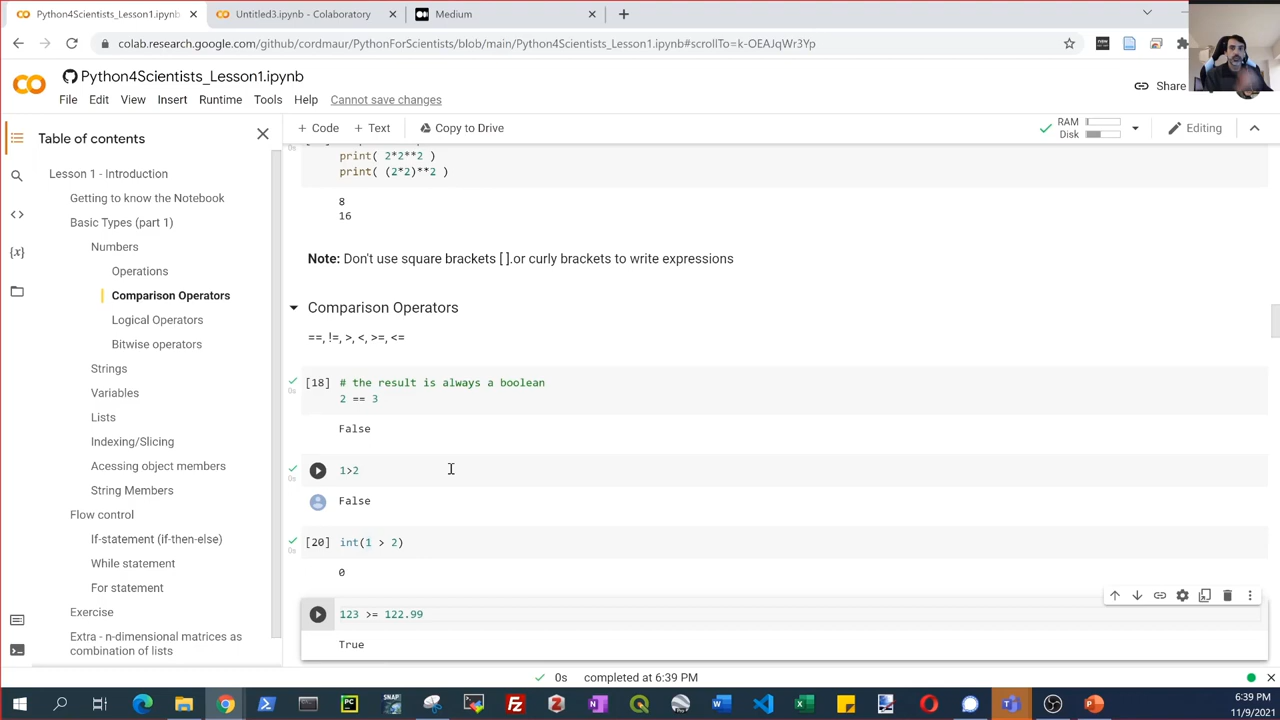 Python4Scientists_Lesson1.ipynb
Untitled3.ipynb - Colaboratory
Medium
colab.research.google.com/github/cordmaur/PythonForScientists/blob/main/Python4Scientists_Lesson1.ipynb#scrollTo=k-OEAJqWr3Yp
Python4Scientists_Lesson1.ipynb
File Edit View Insert Runtime Tools Help Cannot save changes
Share
+ Code + Text Copy to Drive
RAM
Disk
Editing
Table of contents
Lesson 1 - Introduction
Getting to know the Notebook
Basic Types (part 1)
Numbers
Operations
Comparison Operators
Logical Operators
Bitwise operators
Strings
Variables
Lists
Indexing/Slicing
Acessing object members
String Members
Flow control
If-statement (if-then-else)
While statement
For statement
Exercise
Extra - n-dimensional matrices as
combination of lists
print( 2*2**2 )
print( (2*2)**2 )
8
16
Note: Don't use square brackets [ ].or curly brackets to write expressions
Comparison Operators
==, !=, >, <, >=, <=
[18] # the result is always a boolean
0s
2 == 3
False
1>2
0s
False
[20] int(1 > 2)
0s
0
123 >= 122.99
True
0s completed at 6:39 PM
6:39 PM
11/9/2021